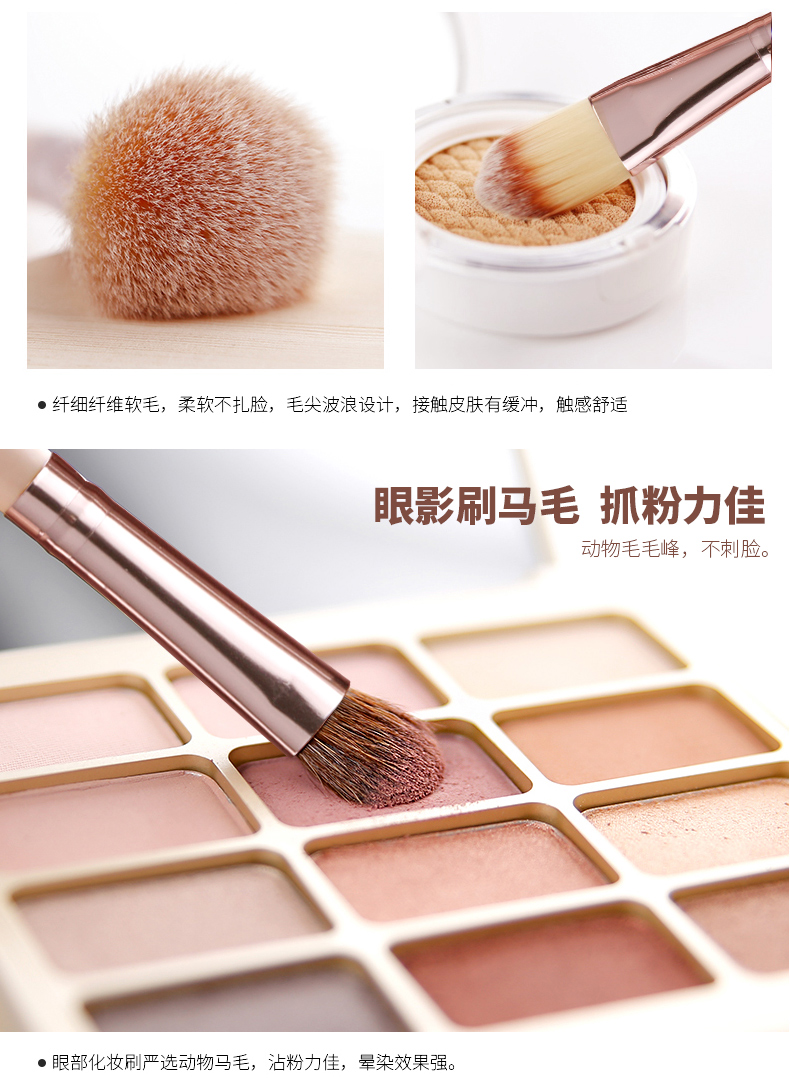 ● 纤细纤维软毛，柔软不扎脸，毛尖波浪设计，接触皮肤有缓冲，触感舒适
眼影刷马毛 抓粉力佳
动物毛毛峰，不刺脸。
● 眼部化妆刷严选动物马毛，沾粉力佳，晕染效果强。